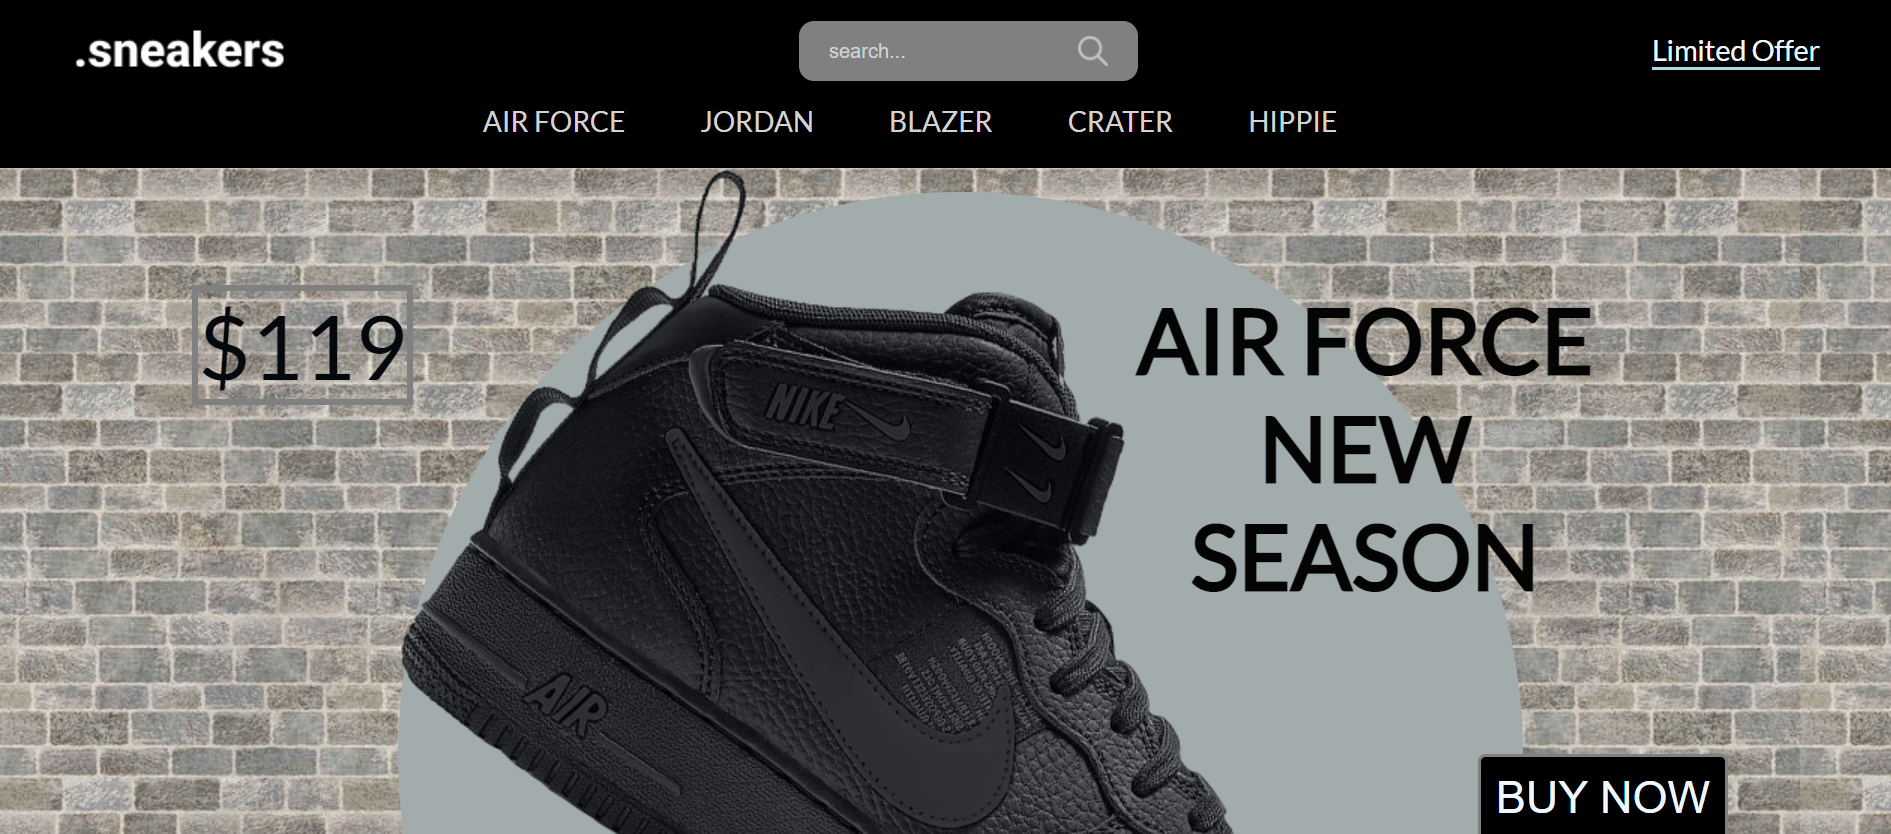 .sneakers
search...
Limited Offer
AIR FORCE
JORDAN
BLAZER
CRATER
HIPPIE
$119
AIR FORCE
NEW
SEASON
NIKE
AIR
BUY NOW